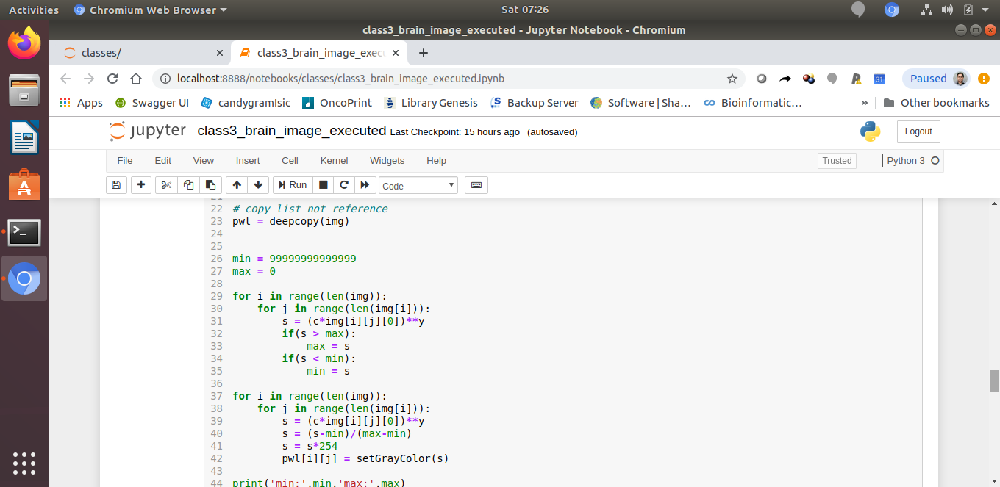 Activities Chromium Web Browser Sat 07:26
class3_brain_image_executed - Jupyter Notebook - Chromium
classes/ class3_brain_image_exec
localhost:8888/notebooks/classes/class3_brain_image_executed.ipynb 31 Paused
Apps Swagger UI candygramIsic OncoPrint Library Genesis Backup Server Software | Sha… Bioinformatic… » Other bookmarks
jupyter class3_brain_image_executed Last Checkpoint: 15 hours ago (autosaved) Logout
File Edit View Insert Cell Kernel Widgets Help Trusted Python 3
Run Code
21
22 # copy list not reference
23 pwl = deepcopy(img)
24
25
26 min = 99999999999999
27 max = 0
28
29 for i in range(len(img)):
30     for j in range(len(img[i])):
31         s = (c*img[i][j][0])**y
32         if(s > max):
33             max = s
34         if(s < min):
35             min = s
36
37 for i in range(len(img)):
38     for j in range(len(img[i])):
39         s = (c*img[i][j][0])**y
40         s = (s-min)/(max-min)
41         s = s*254
42         pwl[i][j] = setGrayColor(s)
43
44 print('min:',min,'max:',max)